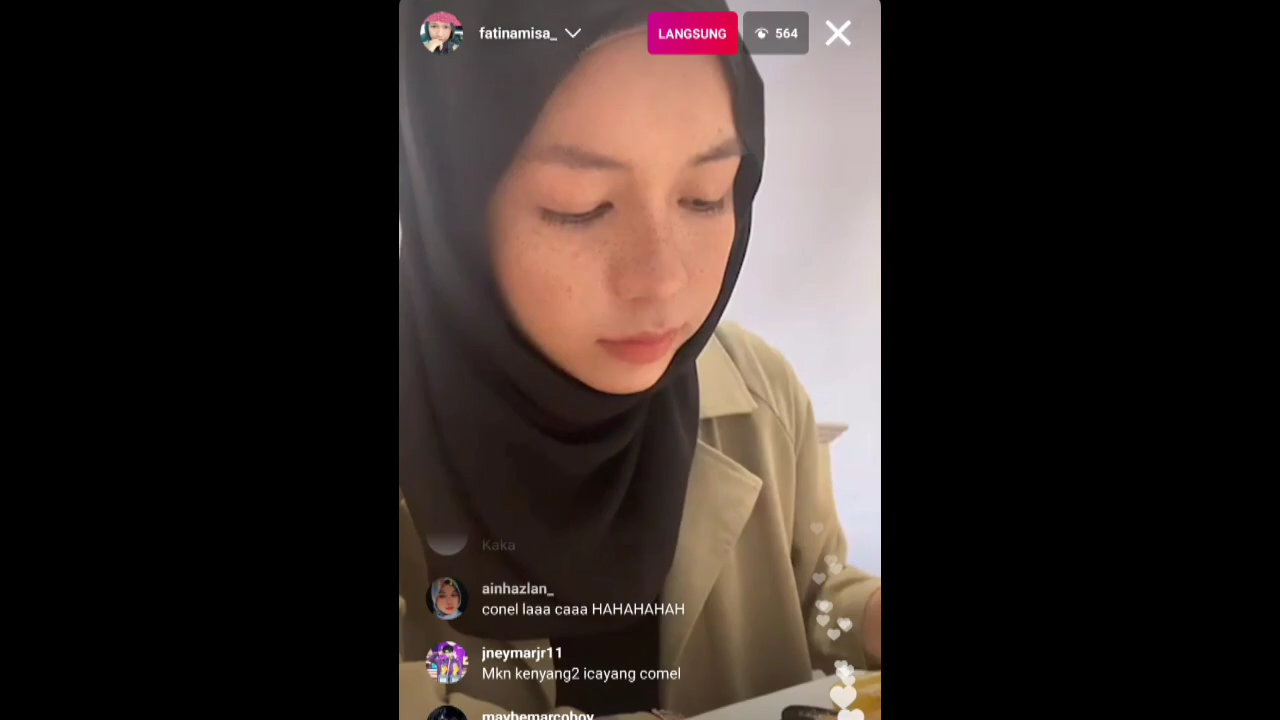 fatinamisa_
LANGSUNG
564
Kaka
ainhazlan_
conel laaa caaa HAHAHAHAH
jneymarjr11
Mkn kenyang2 icayang comel
maybemarcoboy